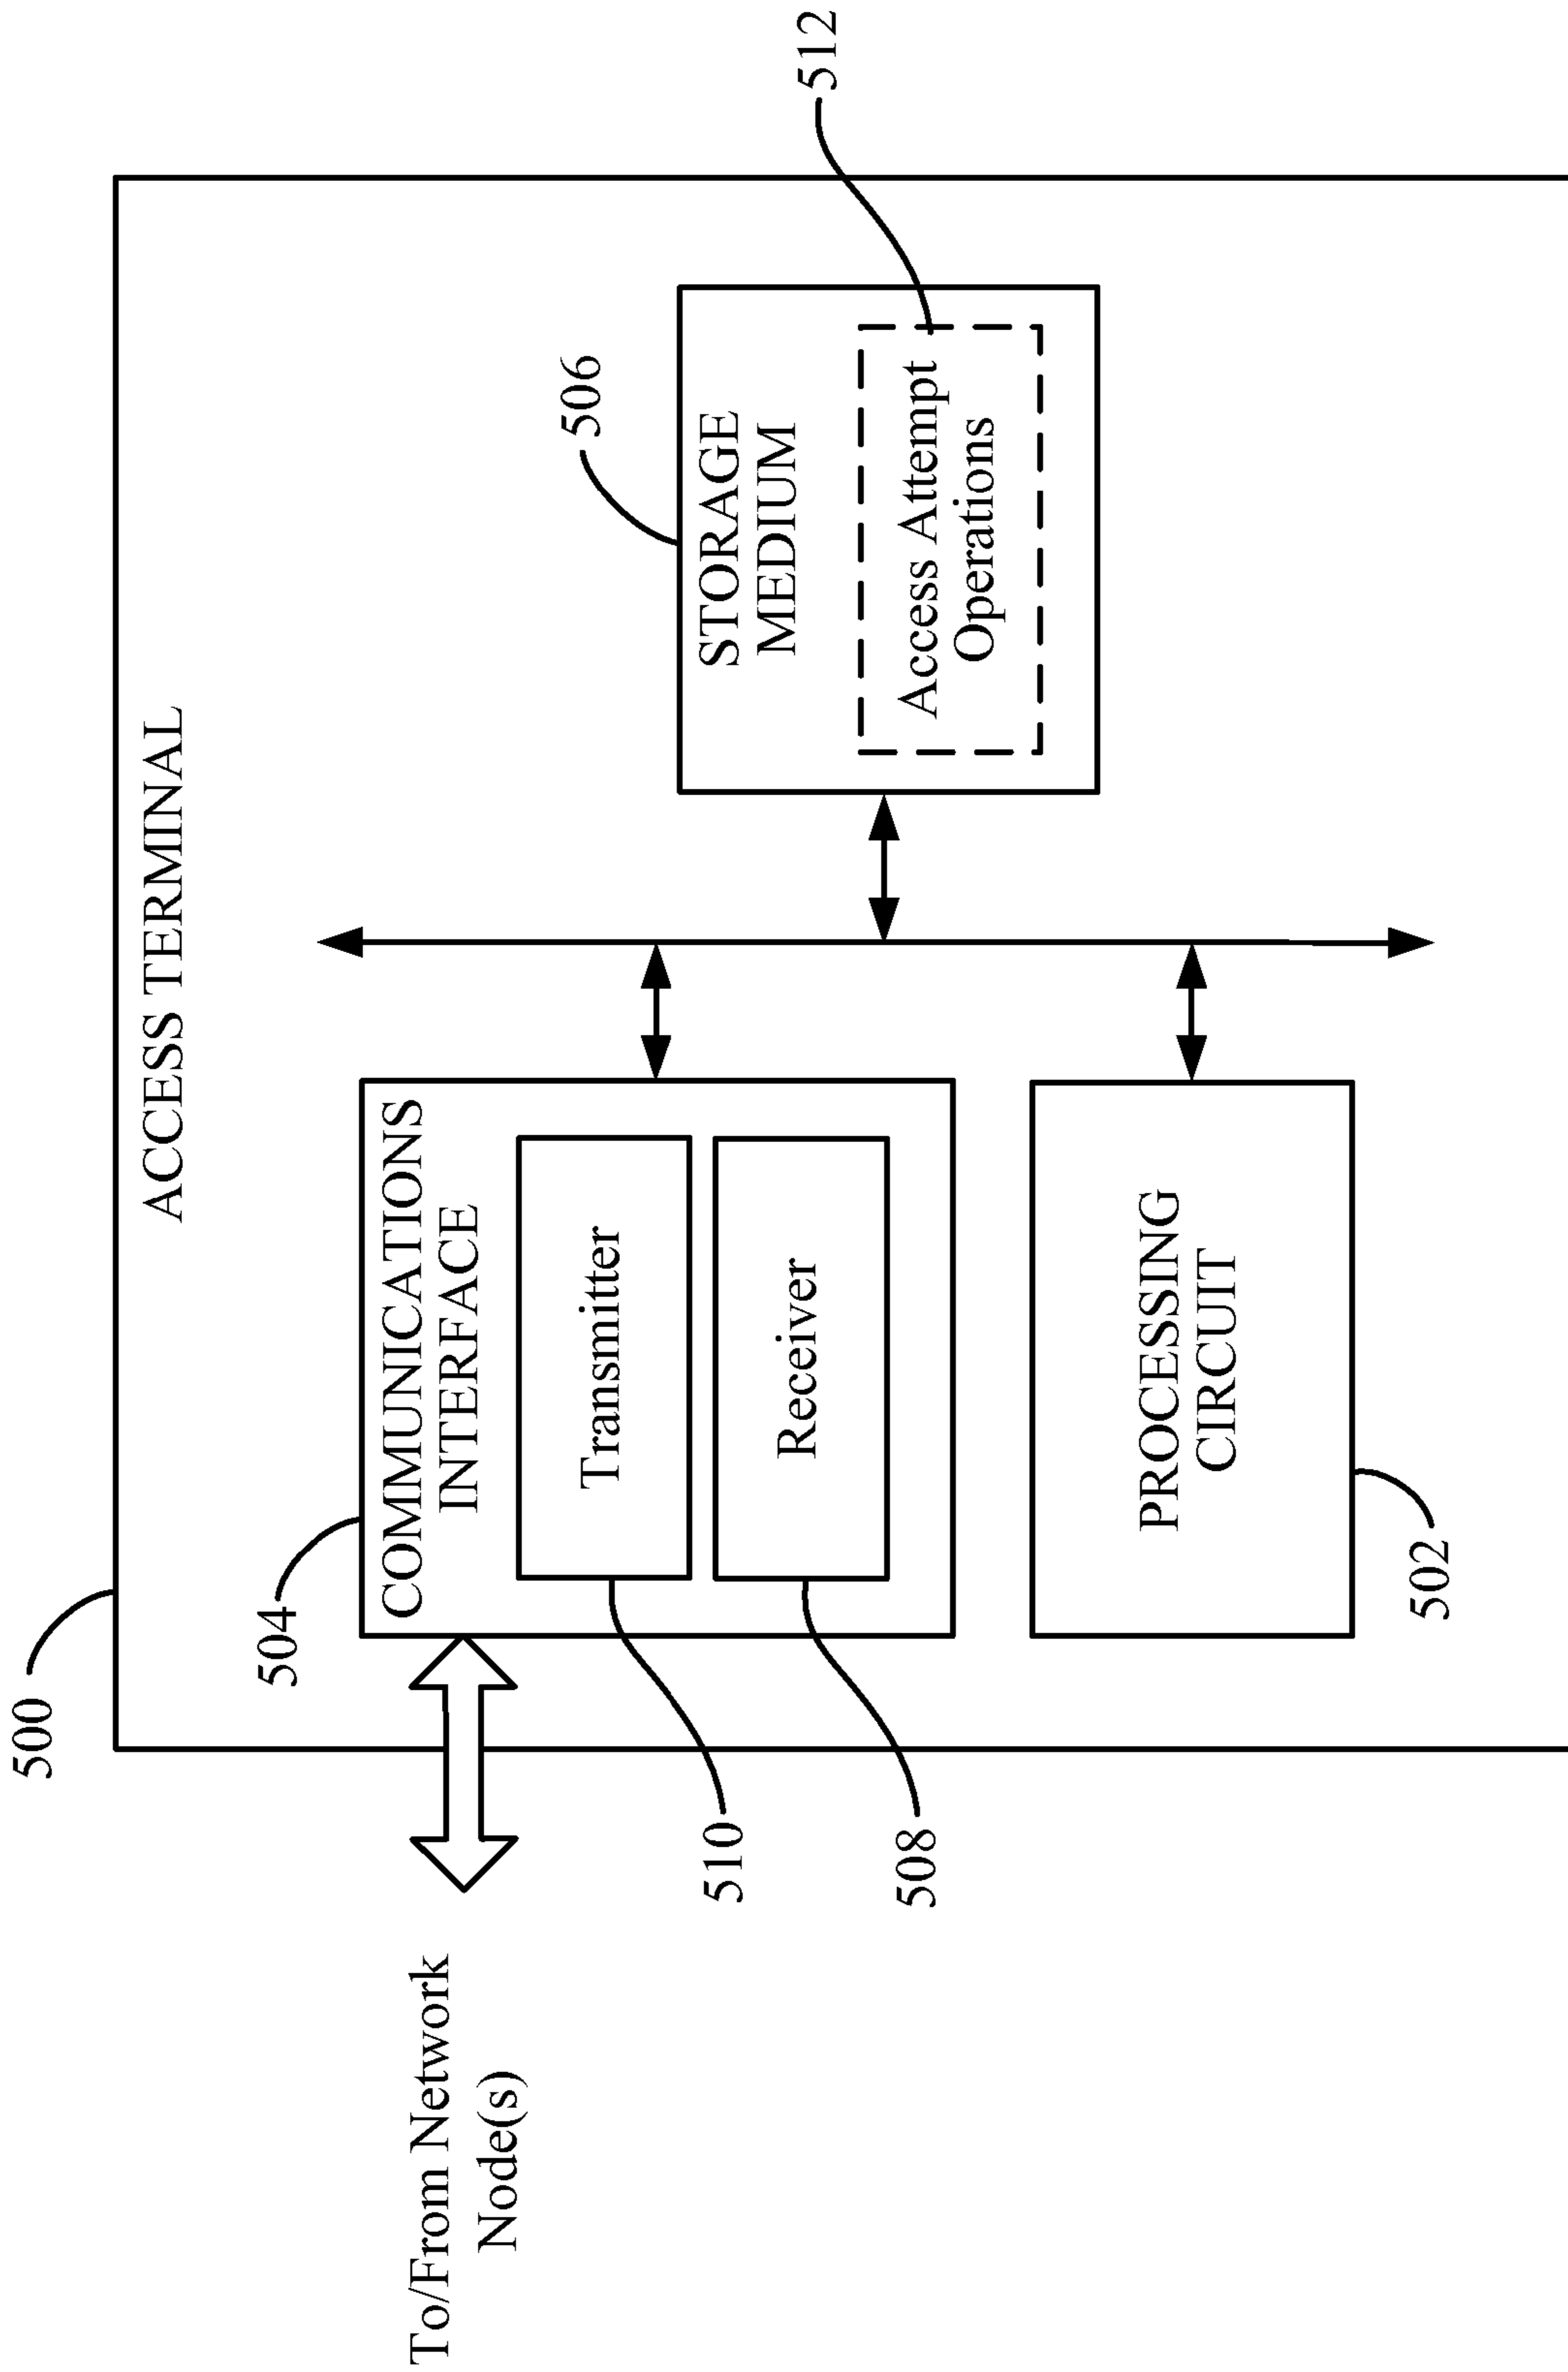 500
ACCESS TERMINAL
504
COMMUNICATIONS
INTERFACE
Transmitter
Receiver
510
508
To/From Network
Node(s)
506
STORAGE
MEDIUM
Access Attempt
Operations
512
PROCESSING
CIRCUIT
502